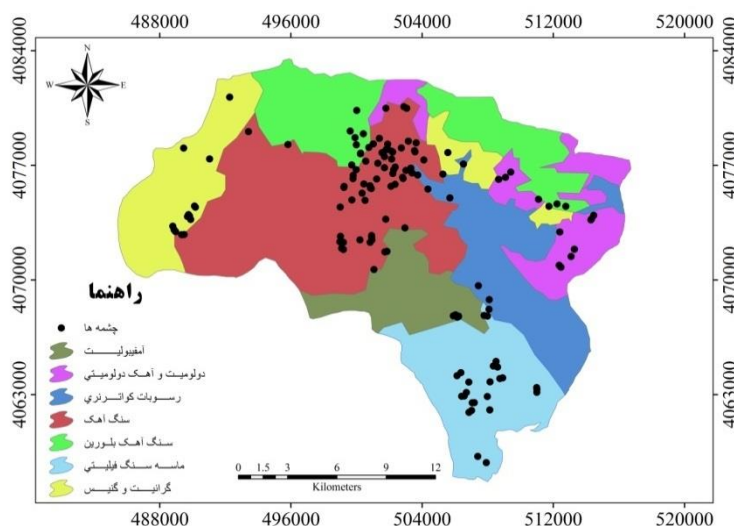 488000 496000 504000 512000 520000
4084000 4084000
N
W E
S
4077000 4077000
4070000 4070000
راهنما
چشمه ها
آمفیبولیت
دولومیت و آهک دولومیتی
رسوبات کواترنری
4063000 4063000
سنگ آهک
سنگ آهک بلورین
ماسه سنگ فیلیتی
گرانیت و گنیس
0 1.5 3 6 9 12
Kilometers
488000 496000 504000 512000 520000